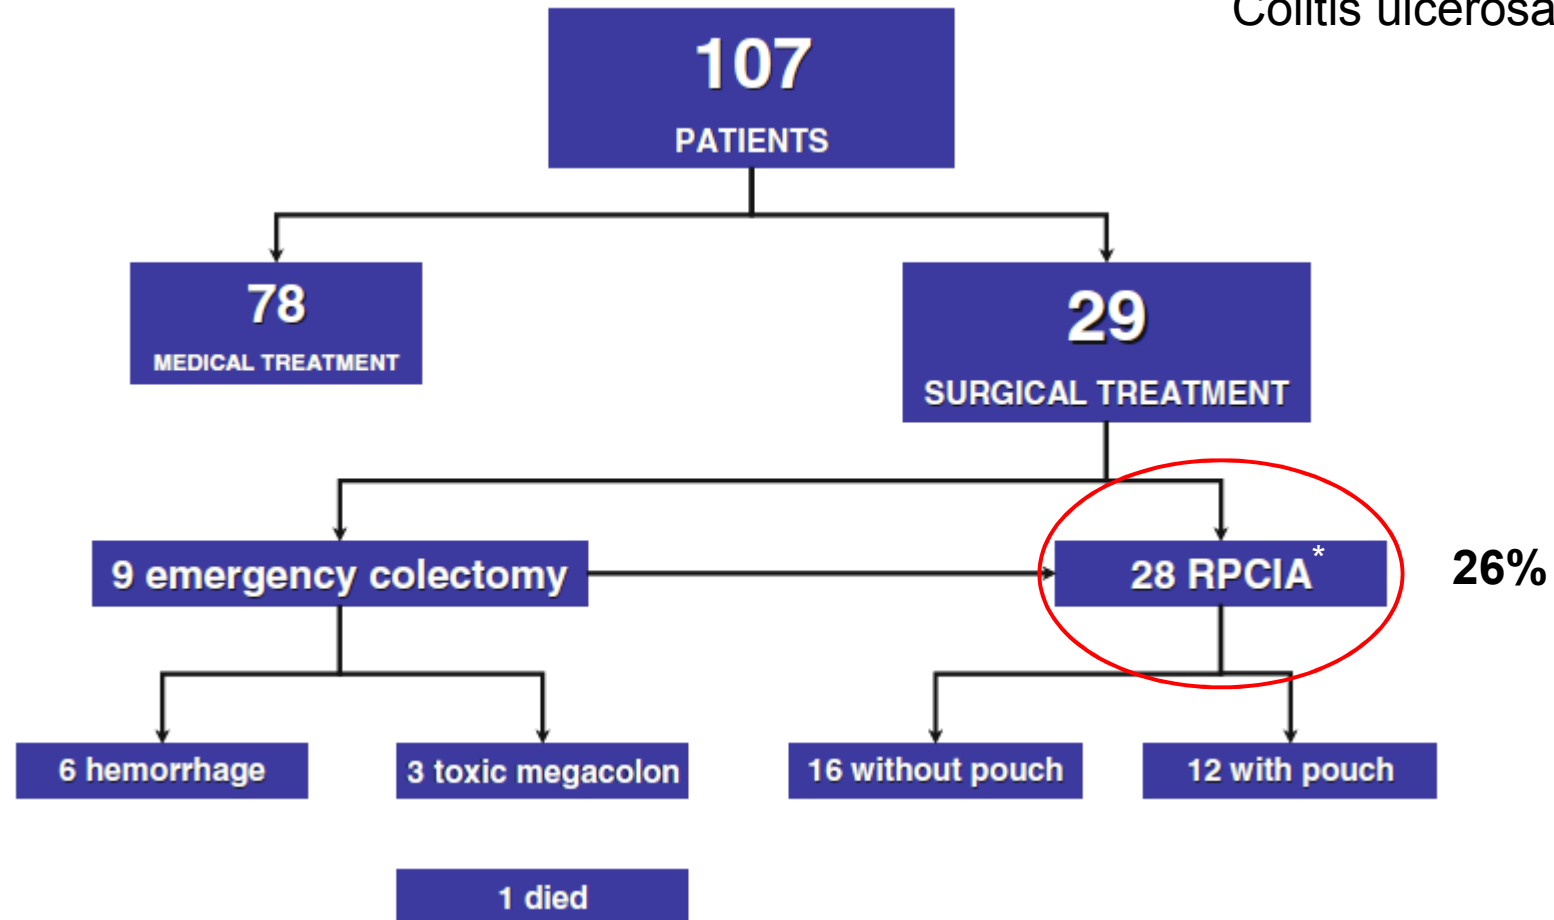 Colitis ulcerosa
107
PATIENTS
78
MEDICAL TREATMENT
29
SURGICAL TREATMENT
9 emergency colectomy
28 RPCIA*
26%
6 hemorrhage
3 toxic megacolon
16 without pouch
12 with pouch
1 died